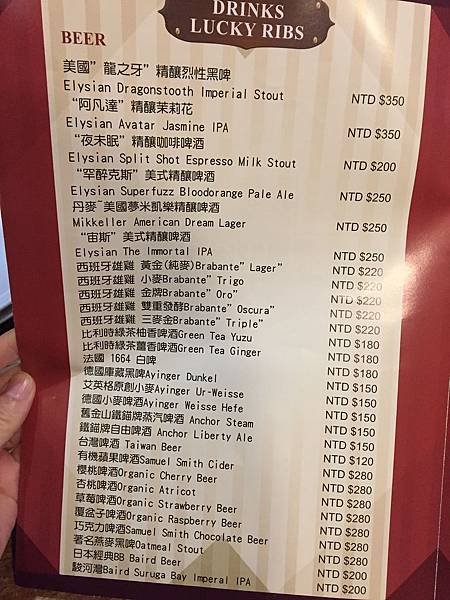 DRINKS
LUCKY RIBS
BEER
美國”龍之牙”精釀烈性黑啤
Elysian Dragonstooth Imperial Stout NTD $350
“阿凡達”精釀茉莉花
Elysian Avatar Jasmine IPA NTD $350
“夜未眠”精釀咖啡啤酒
Elysian Split Shot Espresso Milk Stout NTD $200
“罕醉克斯”美式精釀啤酒
Elysian Superfuzz Bloodorange Pale Ale NTD $250
丹麥~美國夢米凱樂精釀啤酒
Mikkeller American Dream Lager NTD $250
“宙斯”美式精釀啤酒
Elysian The Immortal IPA NTD $250
西班牙雄雞 黃金(純麥)Brabante”Lager” NTD $220
西班牙雄雞 小麥Brabante”Trigo NTD $220
西班牙雄雞 金牌Brabante”Oro” NTD $220
西班牙雄雞 雙重發酵Brabante”Oscura” NTD $220
西班牙雄雞 三麥金Brabante”Triple” NTD $220
比利時綠茶柚香啤酒Green Tea Yuzu NTD $180
比利時綠茶薑香啤酒Green Tea Ginger NTD $180
法國 1664 白啤 NTD $180
德國庫藏黑啤Ayinger Dunkel NTD $150
艾英格原創小麥Ayinger Ur-Weisse NTD $150
德國小麥啤酒Ayinger Weisse Hefe NTD $150
舊金山鐵錨牌蒸汽啤酒 Anchor Steam NTD $150
鐵錨牌自由啤酒 Anchor Liberty Ale NTD $150
台灣啤酒 Taiwan Beer NTD $120
有機蘋果啤酒Samuel Smith Cider NTD $280
櫻桃啤酒Organic Cherry Beer NTD $280
杏桃啤酒Organic Atricot NTD $280
草莓啤酒Organic Strawberry Beer NTD $280
覆盆子啤酒Organic Raspberry Beer NTD $280
巧克力啤酒Samuel Smith Chocolate Beer NTD $280
著名燕麥黑啤Oatmeal Stout NTD $200
日本經典BB Baird Beer NTD $200
駿河灣Baird Suruga Bay Imperal IPA NTD $200